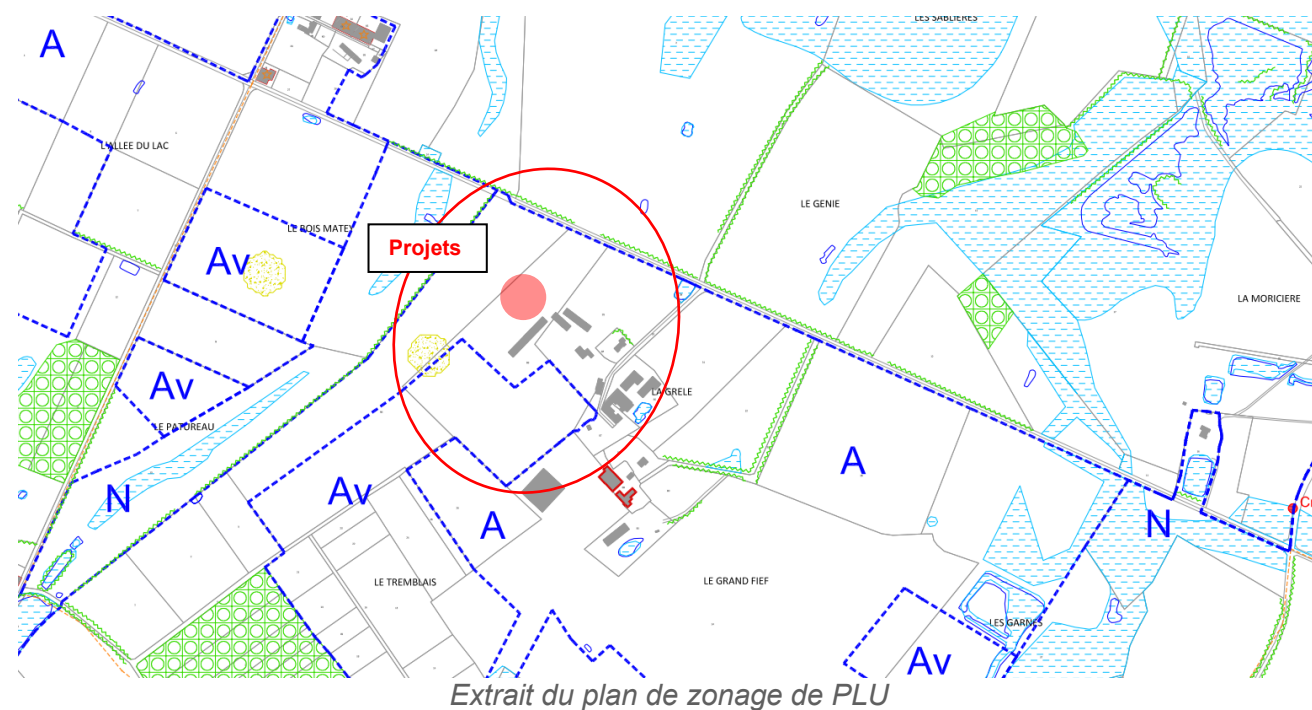 LES SABLIERES
A
L'ALLEE DU LAC
LE GENIE
LE BOIS MATEY
Projets
Av
LA MORICIERE
Av
LA GRELE
LE PATUREAU
A
Av
N
A
N
LE TREMBLAIS
LE GRAND FIEF
LES GARNES
Av
Extrait du plan de zonage de PLU